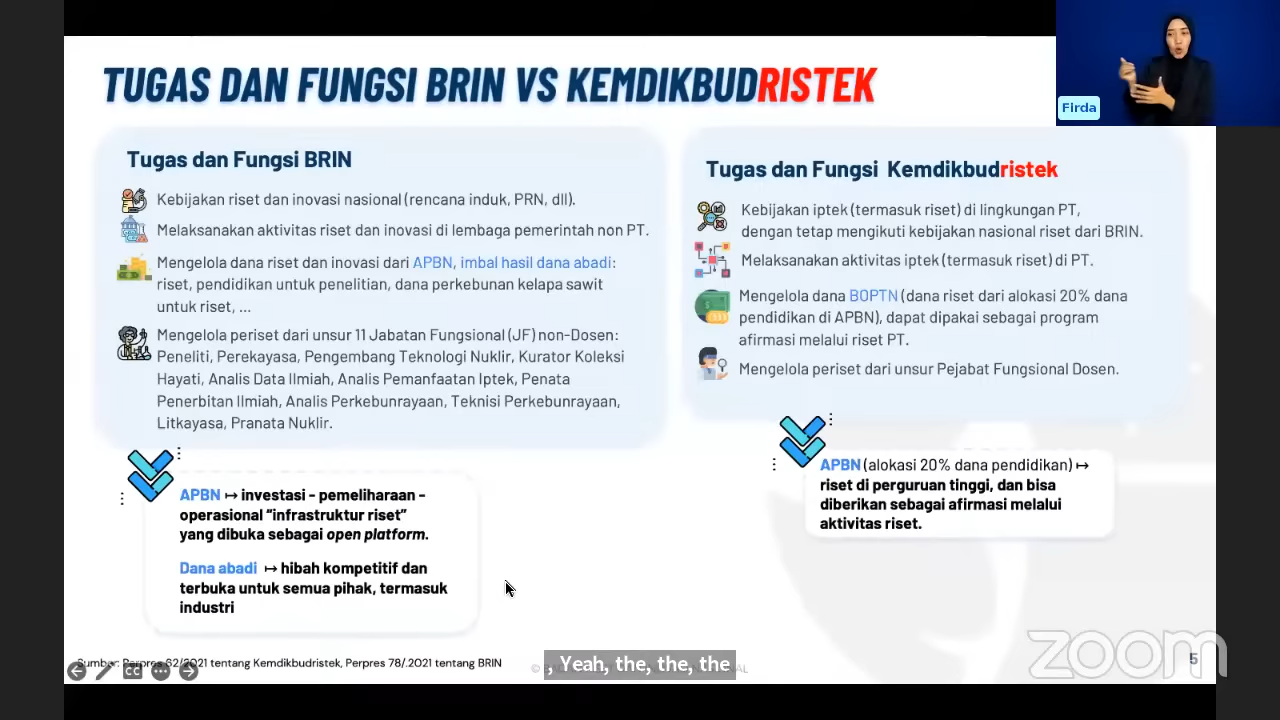 TUGAS DAN FUNGSI BRIN VS KEMDIKBUDRISTEK
Firda
Tugas dan Fungsi BRIN
Kebijakan riset dan inovasi nasional (rencana induk, PRN, dll).
Melaksanakan aktivitas riset dan inovasi di lembaga pemerintah non PT.
Mengelola dana riset dan inovasi dari APBN, imbal hasil dana abadi:
riset, pendidikan untuk penelitian, dana perkebunan kelapa sawit
untuk riset, ...
Mengelola periset dari unsur 11 Jabatan Fungsional (JF) non-Dosen:
Peneliti, Perekayasa, Pengembang Teknologi Nuklir, Kurator Koleksi
Hayati, Analis Data Ilmiah, Analis Pemanfaatan Iptek, Penata
Penerbitan Ilmiah, Analis Perkebunrayaan, Teknisi Perkebunrayaan,
Litkayasa, Pranata Nuklir.
APBN ↦ investasi - pemeliharaan -
operasional “infrastruktur riset”
yang dibuka sebagai open platform.
Dana abadi ↦ hibah kompetitif dan
terbuka untuk semua pihak, termasuk
industri
Tugas dan Fungsi Kemdikbudristek
Kebijakan iptek (termasuk riset) di lingkungan PT,
dengan tetap mengikuti kebijakan nasional riset dari BRIN.
Melaksanakan aktivitas iptek (termasuk riset) di PT.
Mengelola dana BOPTN (dana riset dari alokasi 20% dana
pendidikan di APBN), dapat dipakai sebagai program
afirmasi melalui riset PT.
Mengelola periset dari unsur Pejabat Fungsional Dosen.
APBN (alokasi 20% dana pendidikan) ↦
riset di perguruan tinggi, dan bisa
diberikan sebagai afirmasi melalui
aktivitas riset.
Sumber: Perpres 62/2021 tentang Kemdikbudristek, Perpres 78/.2021 tentang BRIN
CC
, Yeah, the, the, the
zoom
5